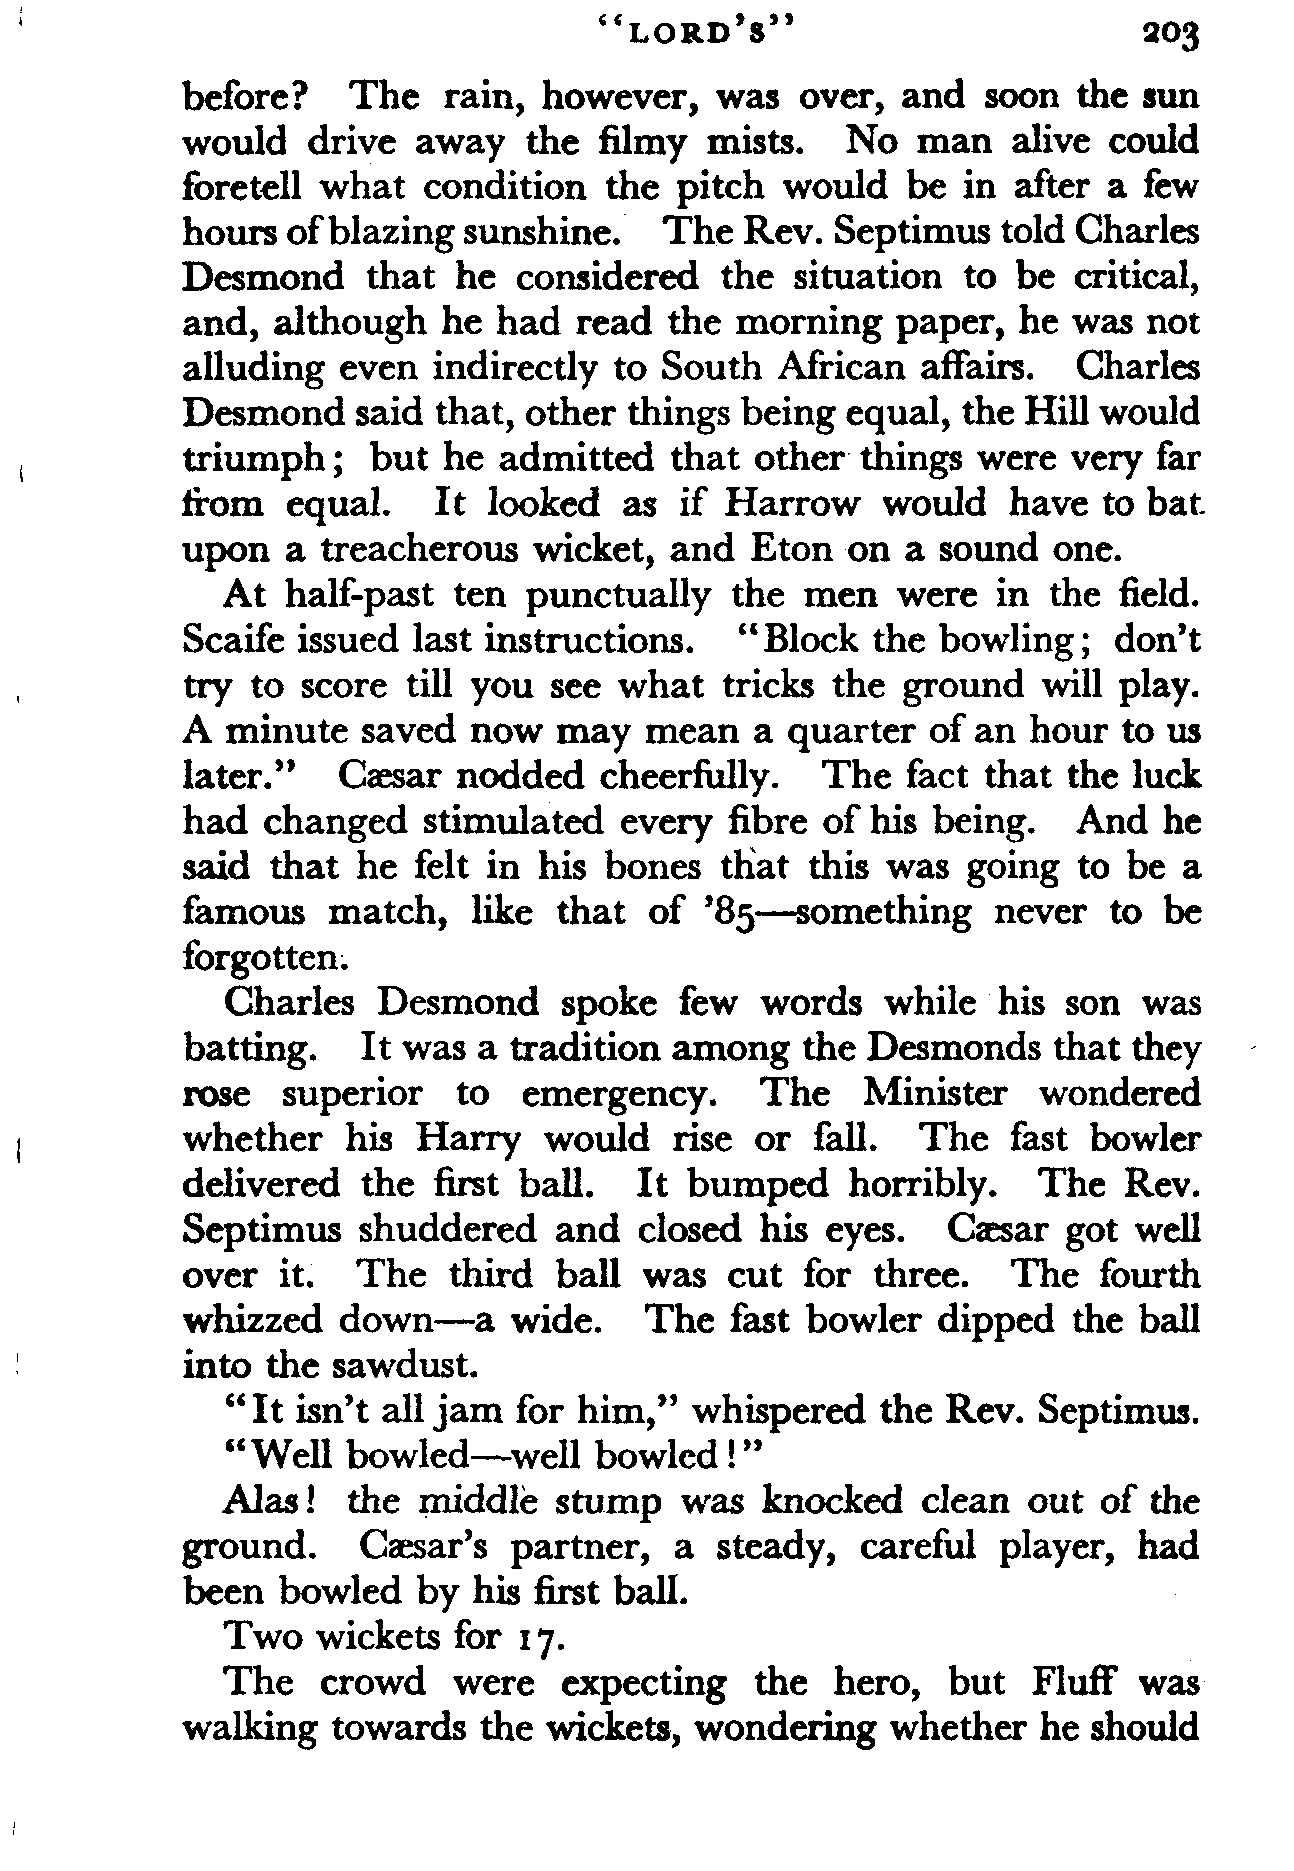 “LORD’S” 203
before? The rain, however, was over, and soon the sun
would drive away the filmy mists. No man alive could
foretell what condition the pitch would be in after a few
hours of blazing sunshine. The Rev. Septimus told Charles
Desmond that he considered the situation to be critical,
and, although he had read the morning paper, he was not
alluding even indirectly to South African affairs. Charles
Desmond said that, other things being equal, the Hill would
triumph; but he admitted that other things were very far
from equal. It looked as if Harrow would have to bat
upon a treacherous wicket, and Eton on a sound one.
At half-past ten punctually the men were in the field.
Scaife issued last instructions. “Block the bowling; don’t
try to score till you see what tricks the ground will play.
A minute saved now may mean a quarter of an hour to us
later.” Cæsar nodded cheerfully. The fact that the luck
had changed stimulated every fibre of his being. And he
said that he felt in his bones that this was going to be a
famous match, like that of ’85—something never to be
forgotten.
Charles Desmond spoke few words while his son was
batting. It was a tradition among the Desmonds that they
rose superior to emergency. The Minister wondered
whether his Harry would rise or fall. The fast bowler
delivered the first ball. It bumped horribly. The Rev.
Septimus shuddered and closed his eyes. Cæsar got well
over it. The third ball was cut for three. The fourth
whizzed down—a wide. The fast bowler dipped the ball
into the sawdust.
“It isn’t all jam for him,” whispered the Rev. Septimus.
“Well bowled—well bowled!”
Alas! the middle stump was knocked clean out of the
ground. Cæsar’s partner, a steady, careful player, had
been bowled by his first ball.
Two wickets for 17.
The crowd were expecting the hero, but Fluff was
walking towards the wickets, wondering whether he should